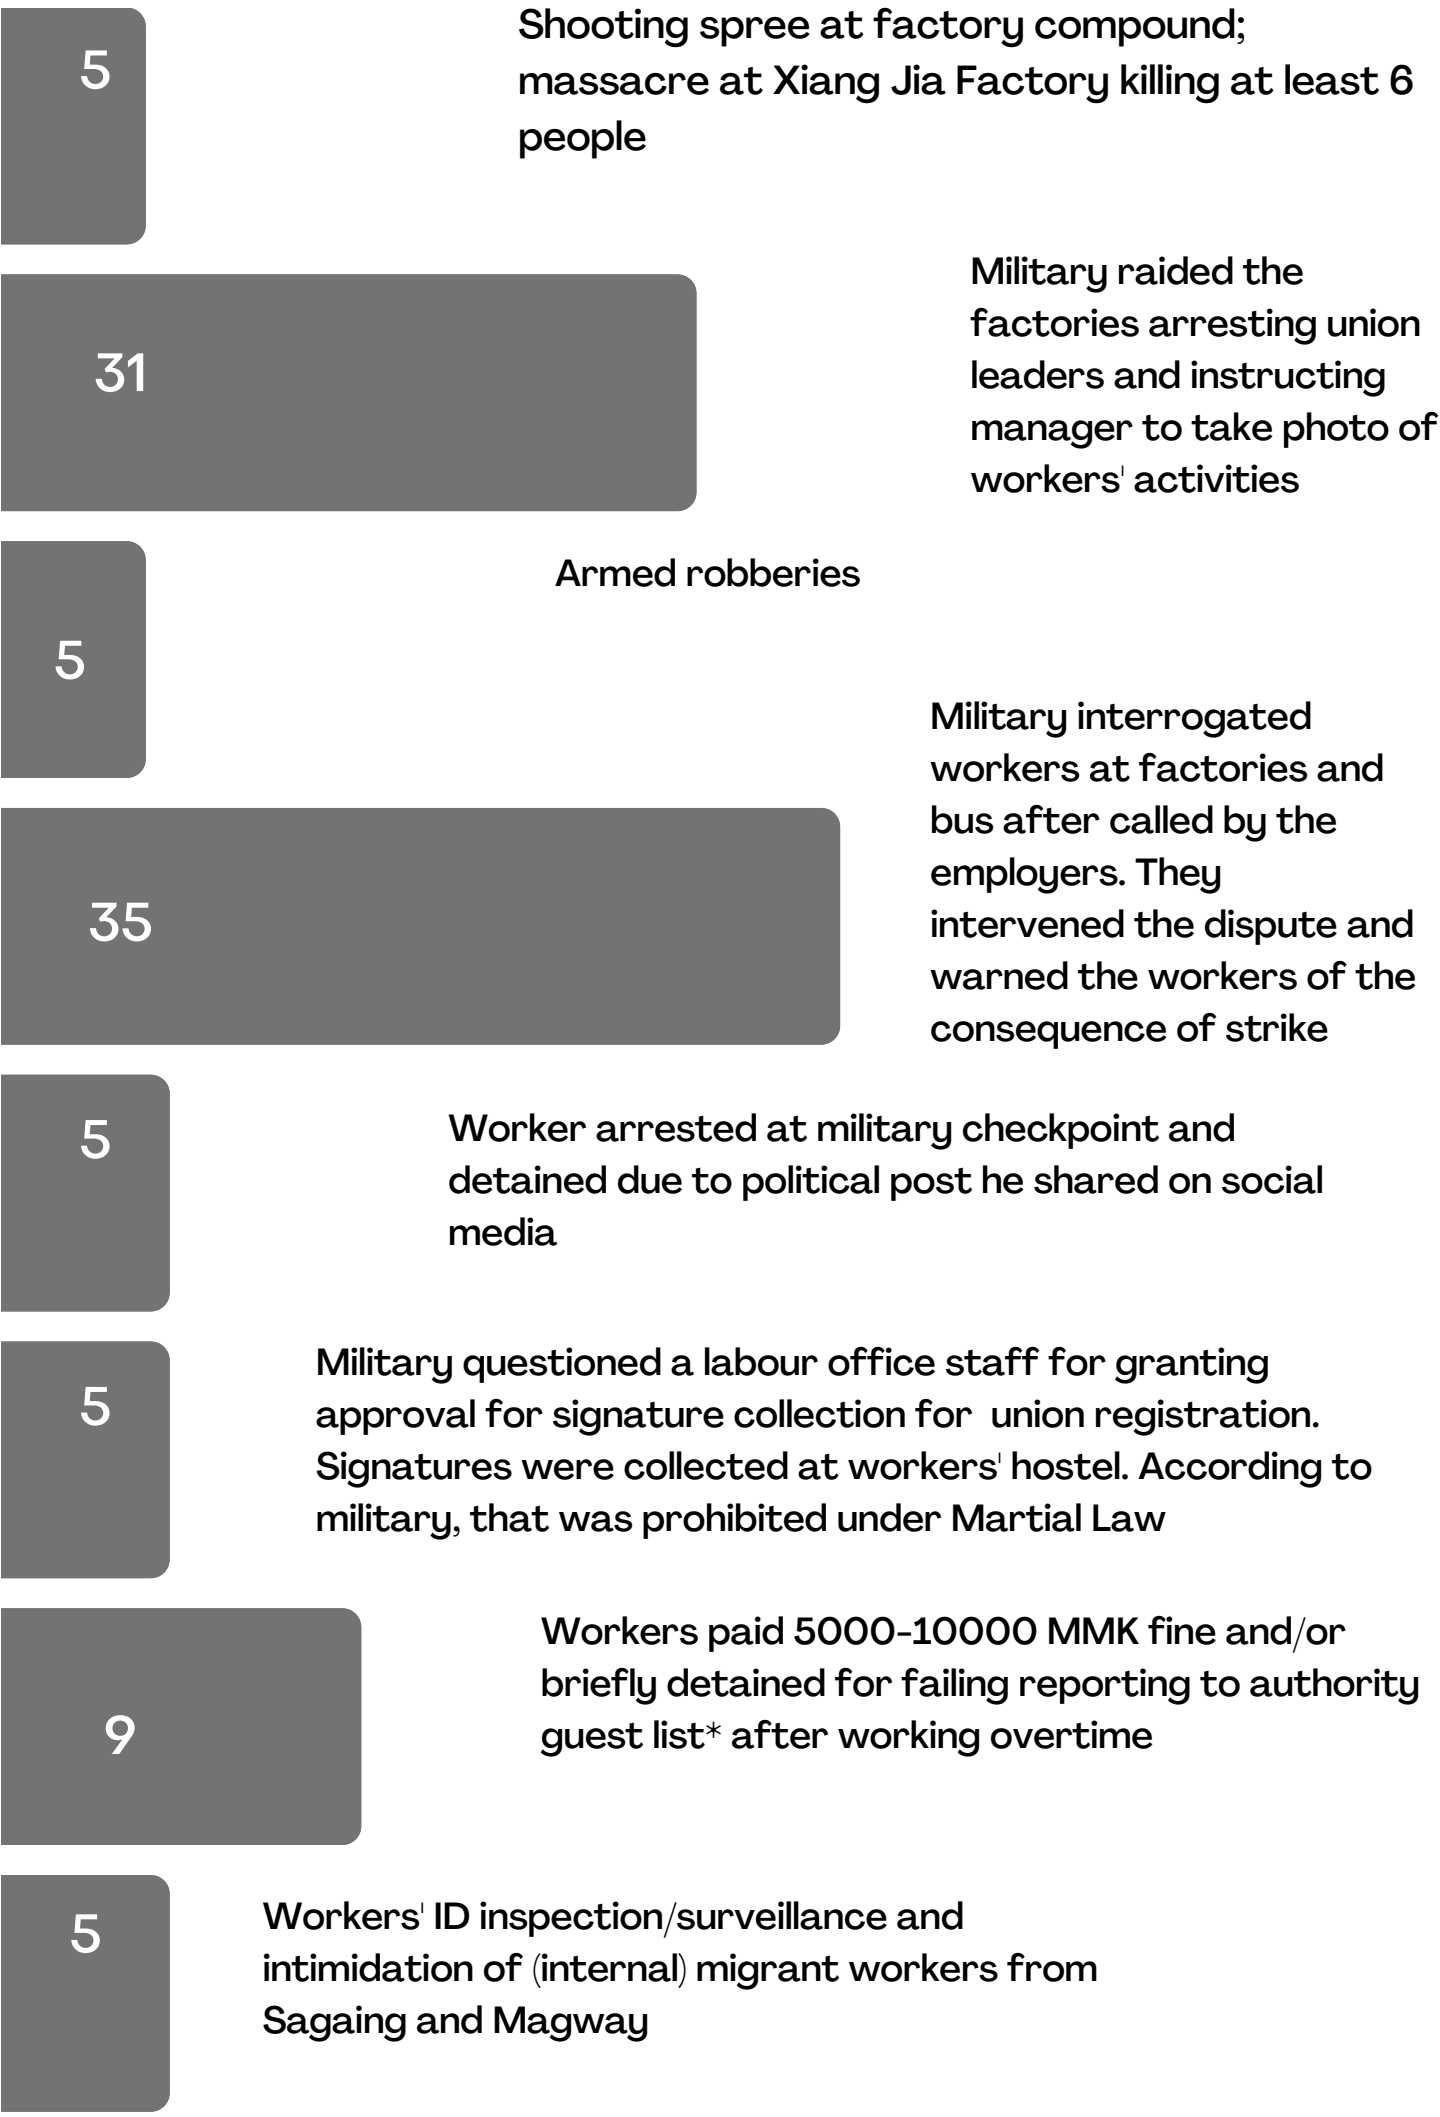 5
Shooting spree at factory compound;
massacre at Xiang Jia Factory killing at least 6
people
31
Military raided the
factories arresting union
leaders and instructing
manager to take photo of
workers' activities
5
Armed robberies
35
Military interrogated
workers at factories and
bus after called by the
employers. They
intervened the dispute and
warned the workers of the
consequence of strike
5
Worker arrested at military checkpoint and
detained due to political post he shared on social
media
5
Military questioned a labour office staff for granting
approval for signature collection for  union registration.
Signatures were collected at workers' hostel. According to
military, that was prohibited under Martial Law
9
Workers paid 5000-10000 MMK fine and/or
briefly detained for failing reporting to authority
guest list* after working overtime
5
Workers' ID inspection/surveillance and
intimidation of (internal) migrant workers from
Sagaing and Magway